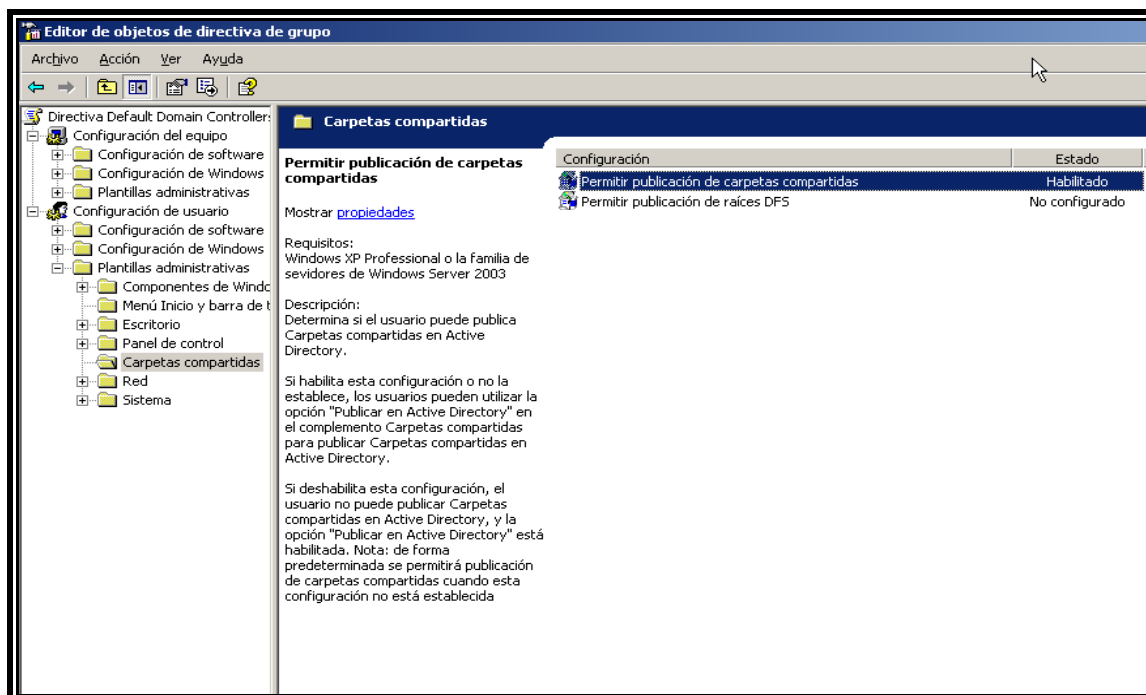 Editor de objetos de directiva de grupo
Archivo Acción Ver Ayuda
Directiva Default Domain Controller:
Configuración del equipo
Configuración de software
Configuración de Windows
Plantillas administrativas
Configuración de usuario
Configuración de software
Configuración de Windows
Plantillas administrativas
Componentes de Windo
Menú Inicio y barra de t
Escritorio
Panel de control
Carpetas compartidas
Red
Sistema
Carpetas compartidas
Permitir publicación de carpetas
compartidas
Mostrar propiedades
Requisitos:
Windows XP Professional o la familia de
sevidores de Windows Server 2003
Descripción:
Determina si el usuario puede publica
Carpetas compartidas en Active
Directory.
Si habilita esta configuración o no la
establece, los usuarios pueden utilizar la
opción "Publicar en Active Directory" en
el complemento Carpetas compartidas
para publicar Carpetas compartidas en
Active Directory.
Si deshabilita esta configuración, el
usuario no puede publicar Carpetas
compartidas en Active Directory, y la
opción "Publicar en Active Directory" está
habilitada. Nota: de forma
predeterminada se permitirá publicación
de carpetas compartidas cuando esta
configuración no está establecida
Configuración Estado
Permitir publicación de carpetas compartidas Habilitado
Permitir publicación de raíces DFS No configurado